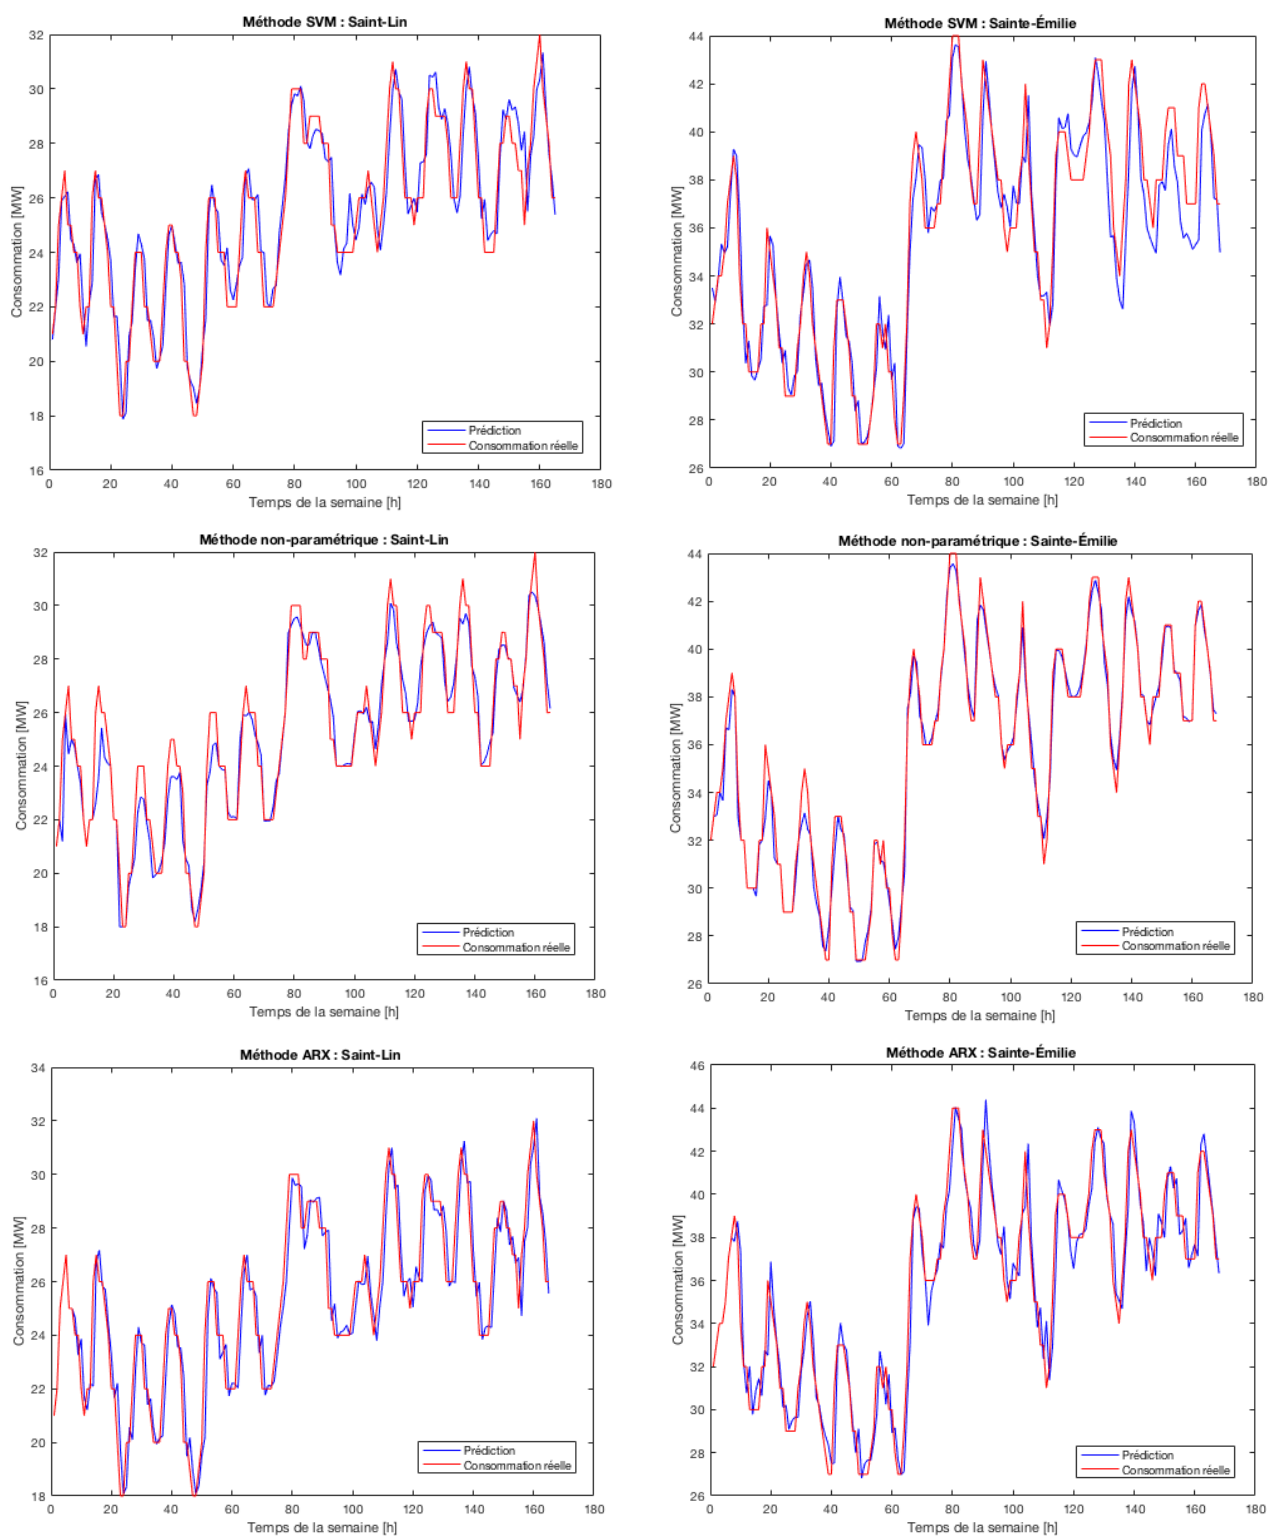 Méthode SVM : Saint-Lin
32
30
28
26
24
22
20
18
16
Consommation [MW]
0 20 40 60 80 100 120 140 160 180
Temps de la semaine [h]
Prédiction
Consommation réelle
Méthode SVM : Sainte-Émilie
44
42
40
38
36
34
32
30
28
26
Consommation [MW]
0 20 40 60 80 100 120 140 160 180
Temps de la semaine [h]
Prédiction
Consommation réelle
Méthode non-paramétrique : Saint-Lin
32
30
28
26
24
22
20
18
16
Consommation [MW]
0 20 40 60 80 100 120 140 160 180
Temps de la semaine [h]
Prédiction
Consommation réelle
Méthode non-paramétrique : Sainte-Émilie
44
42
40
38
36
34
32
30
28
26
Consommation [MW]
0 20 40 60 80 100 120 140 160 180
Temps de la semaine [h]
Prédiction
Consommation réelle
Méthode ARX : Saint-Lin
34
32
30
28
26
24
22
20
18
Consommation [MW]
0 20 40 60 80 100 120 140 160 180
Temps de la semaine [h]
Prédiction
Consommation réelle
Méthode ARX : Sainte-Émilie
46
44
42
40
38
36
34
32
30
28
26
Consommation [MW]
0 20 40 60 80 100 120 140 160 180
Temps de la semaine [h]
Prédiction
Consommation réelle